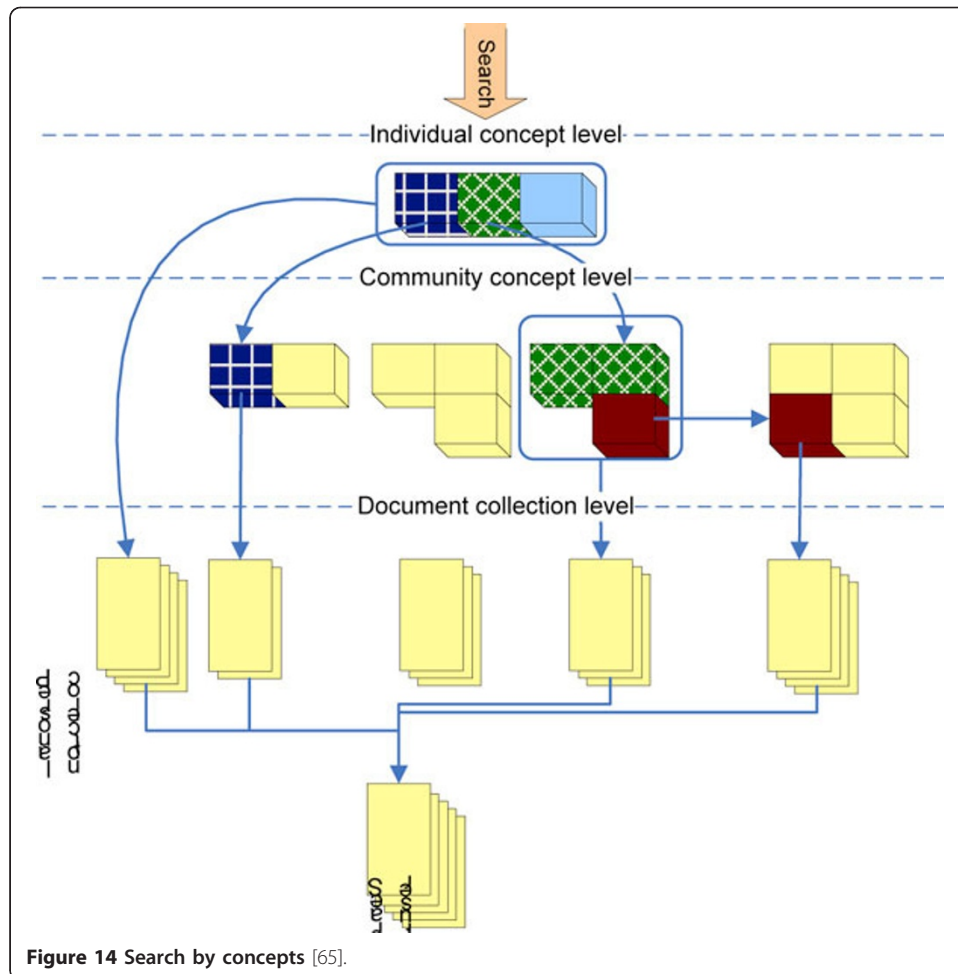 Search
Individual concept level
Community concept level
Document collection level
Figure 14 Search by concepts [65].